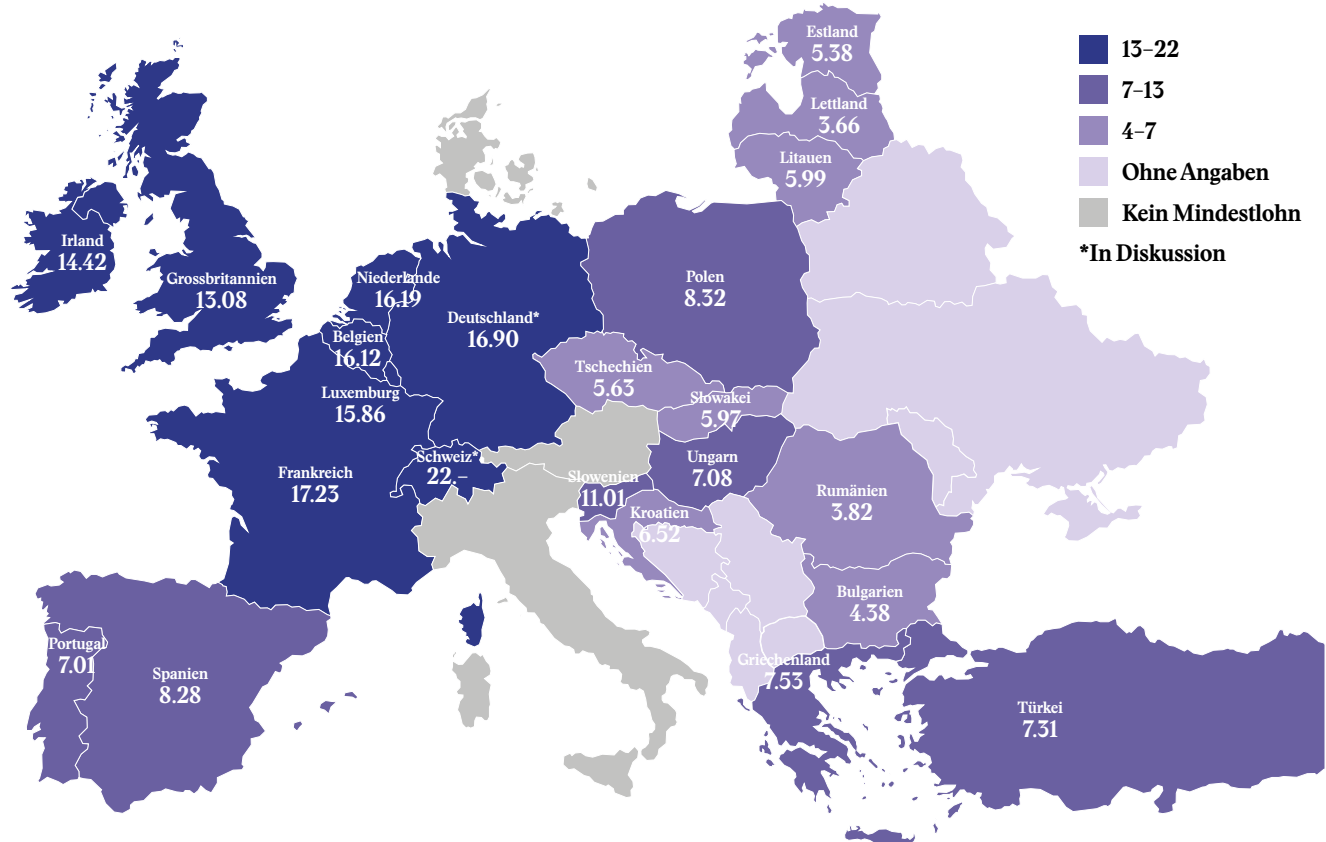 Estland
5.38
Lettland
3.66
Litauen
5.99
13–22
7–13
4–7
Ohne Angaben
Kein Mindestlohn
*In Diskussion
Irland
14.42
Grossbritannien
13.08
Niederlande
16.19
Belgien
16.12
Deutschland*
16.90
Polen
8.32
Luxemburg
15.86
Tschechien
5.63
Slowakei
5.97
Frankreich
17.23
Schweiz*
22.–
Slowenien
11.01
Ungarn
7.08
Kroatien
6.52
Rumänien
3.82
Bulgarien
4.38
Portugal
7.01
Spanien
8.28
Griechenland
7.53
Türkei
7.31